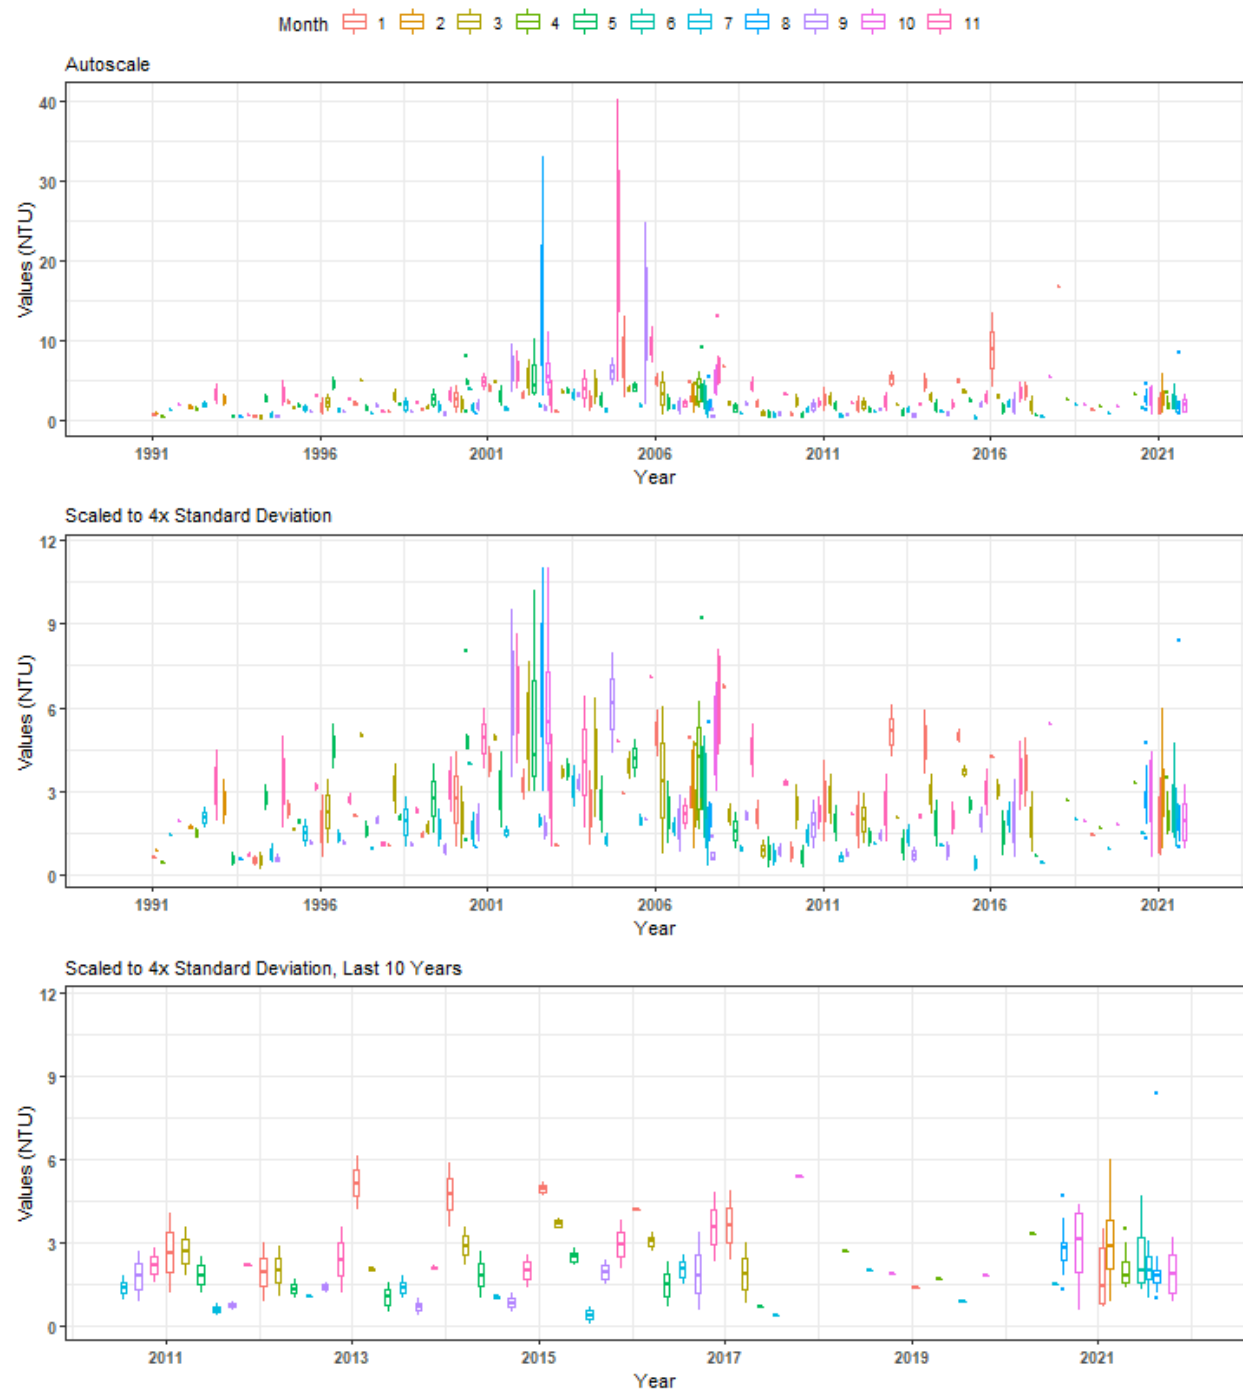 Month 1 2 3 4 5 6 7 8 9 10 11
Autoscale
Values (NTU)
40
30
20
10
0
1991 1996 2001 2006 2011 2016 2021
Year
Scaled to 4x Standard Deviation
Values (NTU)
12
9
6
3
0
1991 1996 2001 2006 2011 2016 2021
Year
Scaled to 4x Standard Deviation, Last 10 Years
Values (NTU)
12
9
6
3
0
2011 2013 2015 2017 2019 2021
Year